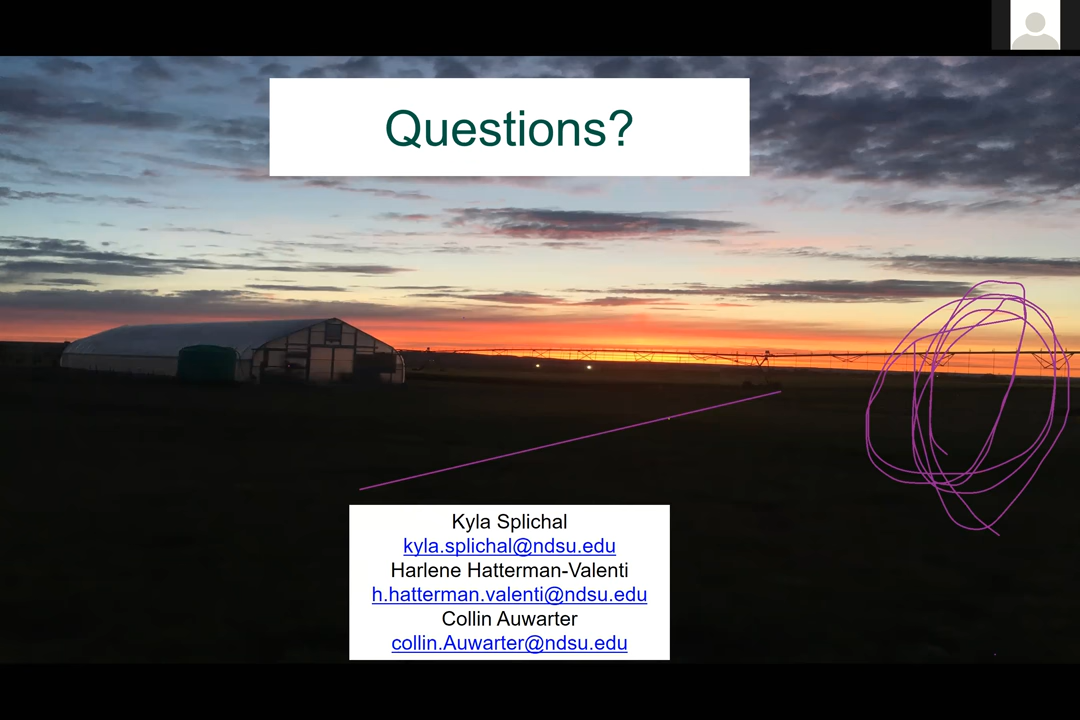 Questions?
Kyla Splichal
kyla.splichal@ndsu.edu
Harlene Hatterman-Valenti
h.hatterman.valenti@ndsu.edu
Collin Auwarter
collin.Auwarter@ndsu.edu